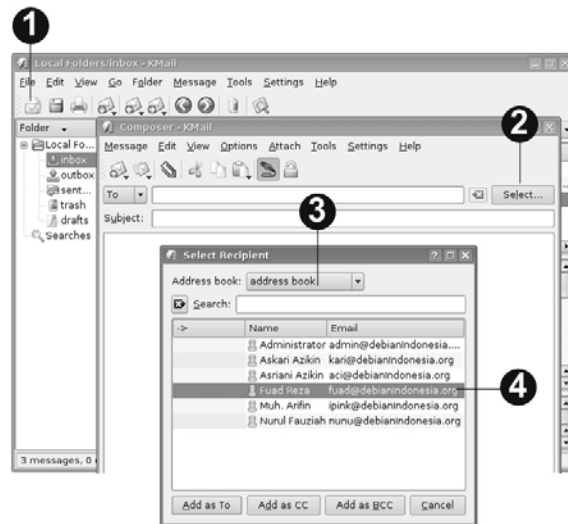 1
Local Folders/inbox - KMail
File Edit View Go Folder Message Tools Settings Help
Folder
Local Fo...
inbox
outbox
sent...
trash
drafts
Searches
3 messages, 0
Composer - KMail
2
Message Edit View Options Attach Tools Settings Help
To
Select...
Subject:
3
Select Recipient
Address book: address book
Search:
-> Name Email
Administrator admin@debianIndonesia....
Askari Azikin kari@debianIndonesia.org
Asriani Azikin aci@debianIndonesia.org
Fuad Reza fuad@debianIndonesia.org
4
Muh. Arifin ipink@debianIndonesia.org
Nurul Fauziah nunu@debianIndonesia.org
Add as To Add as CC Add as BCC Cancel